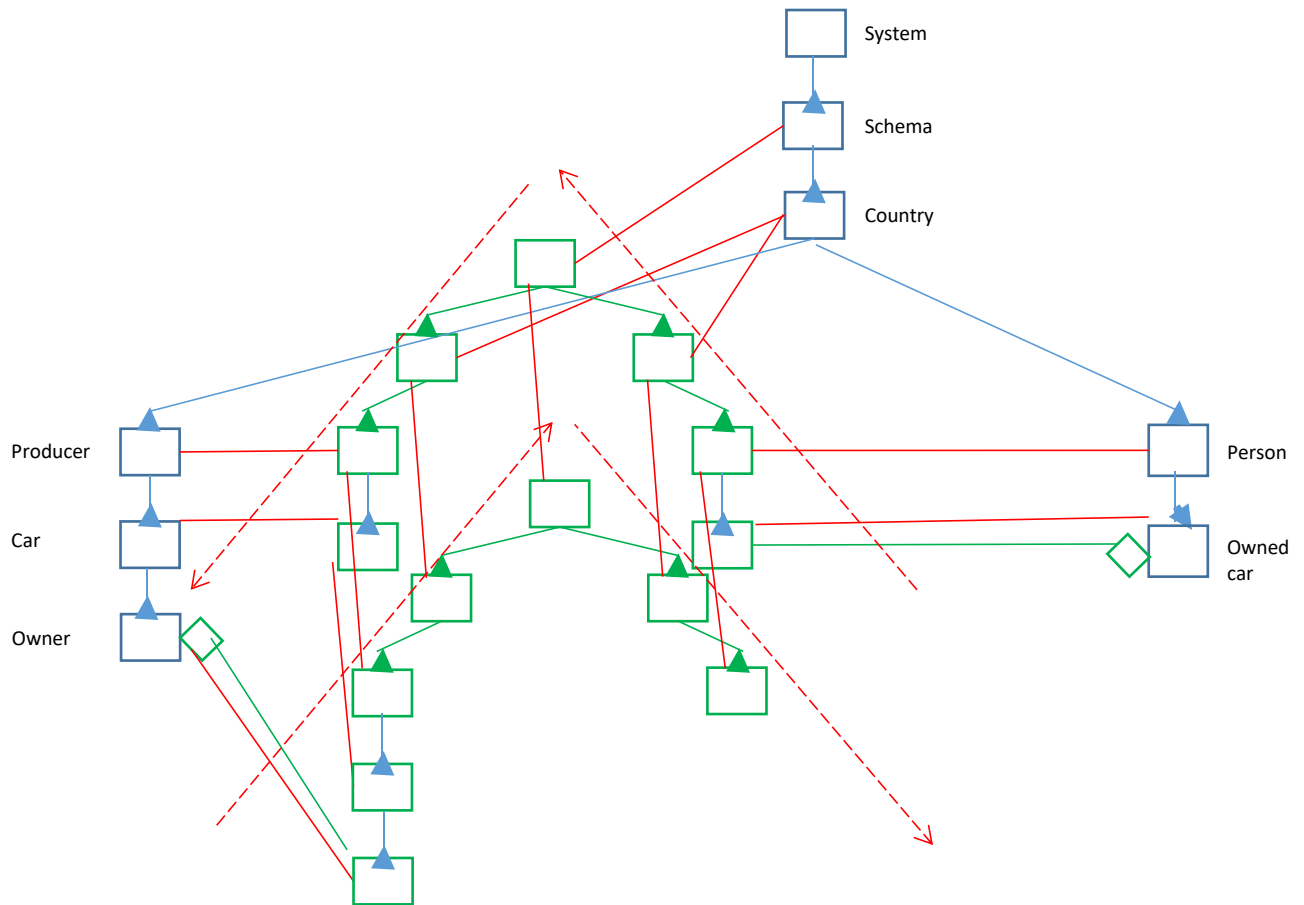 System
Schema
Country
Producer
Person
Car
Owned
car
Owner